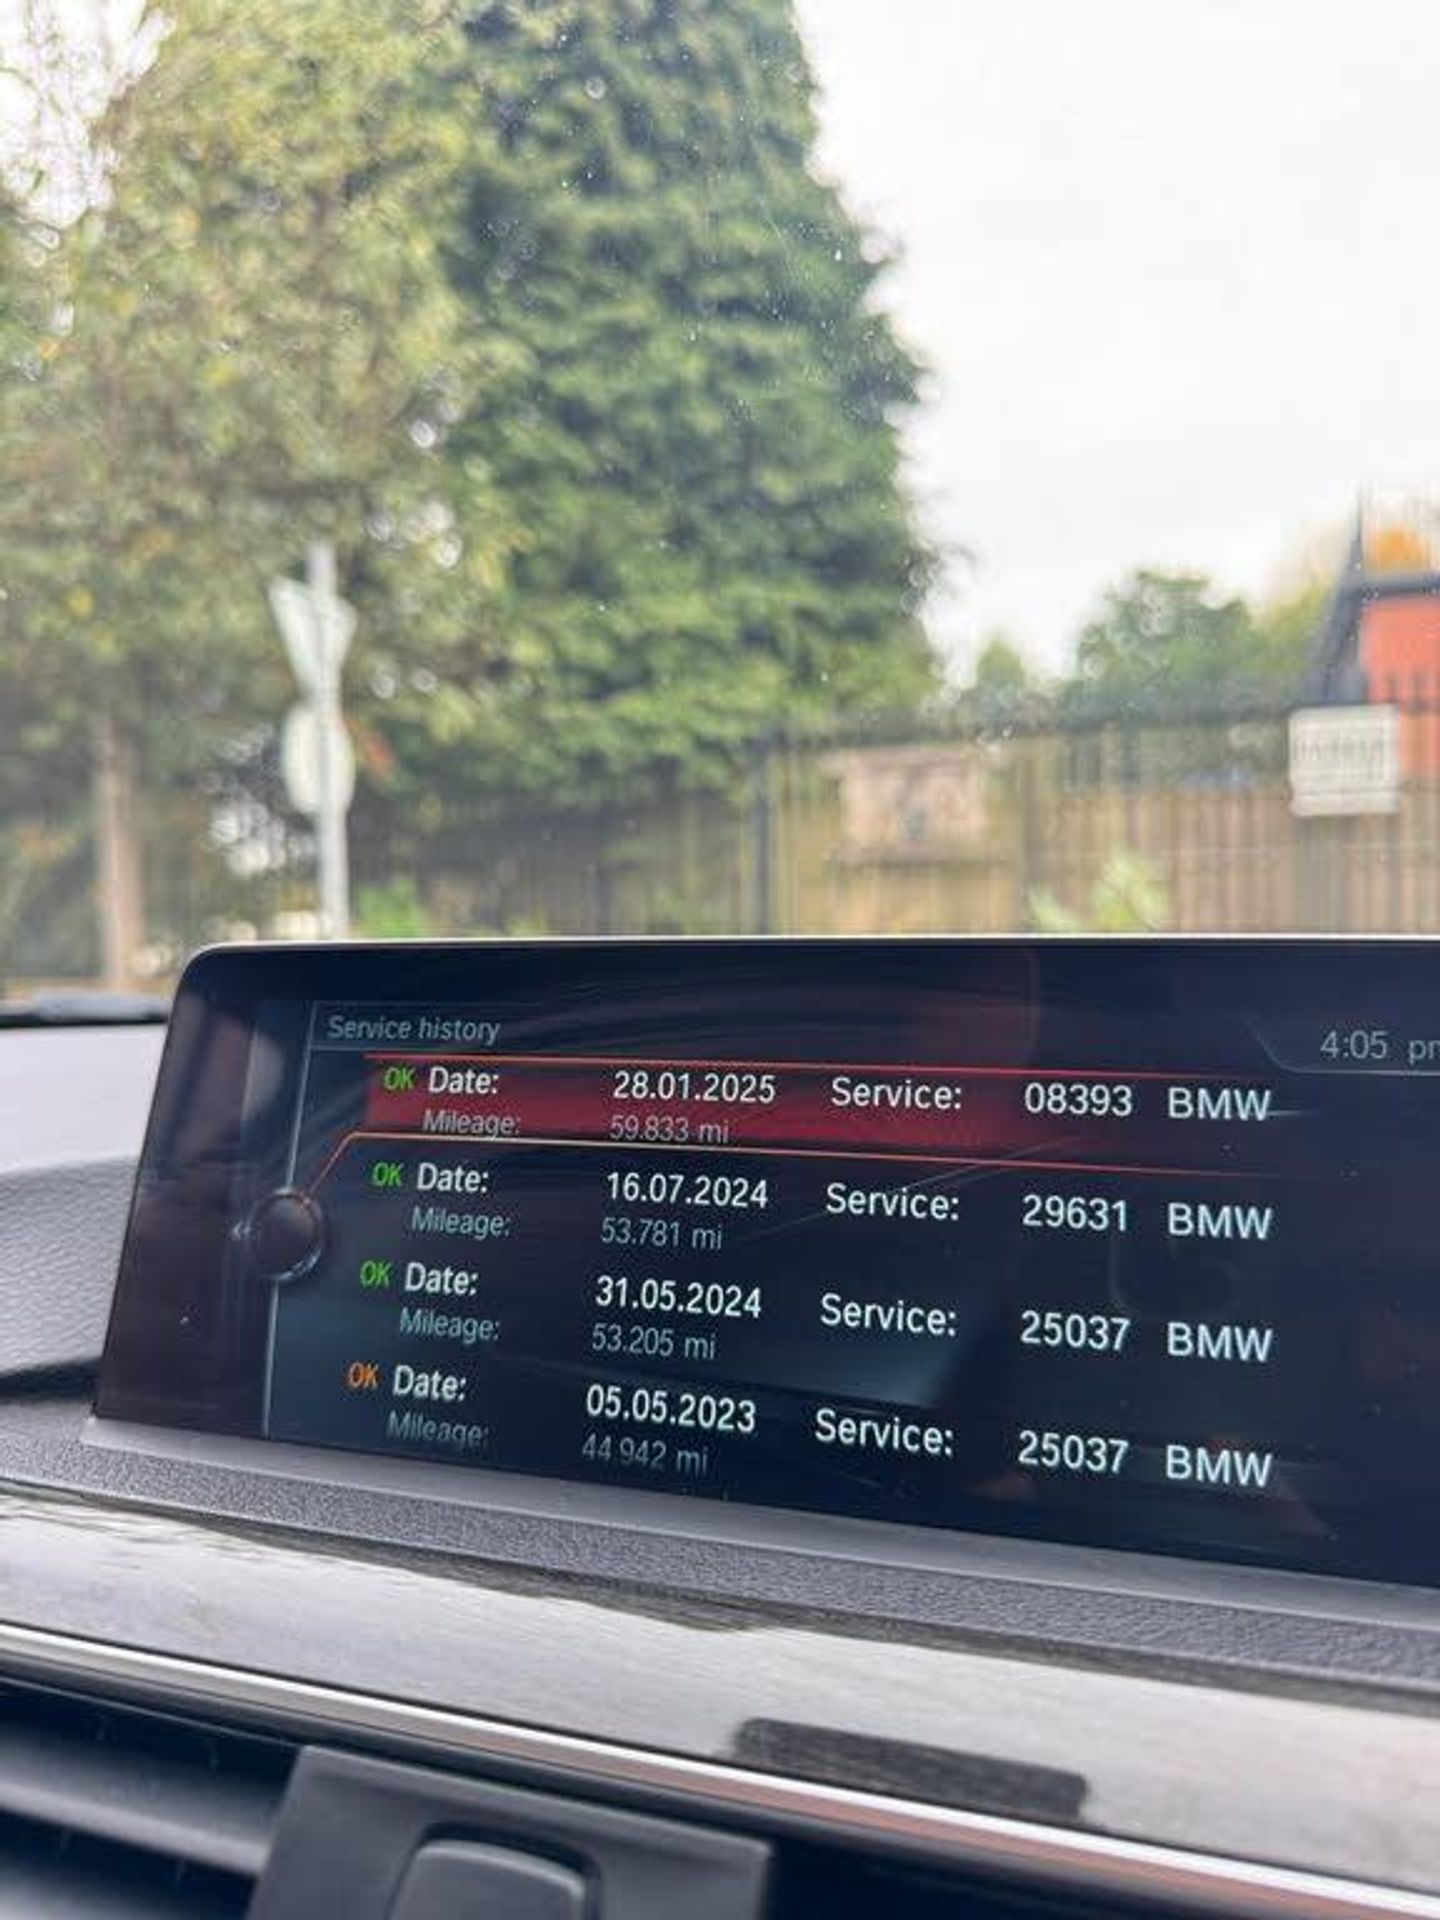 Service history
4:05 pm
OK Date: 28.01.2025 Service: 08393 BMW
Mileage: 59.833 mi
OK Date: 16.07.2024 Service: 29631 BMW
Mileage: 53.781 mi
OK Date: 31.05.2024 Service: 25037 BMW
Mileage: 53.205 mi
OK Date: 05.05.2023 Service: 25037 BMW
Mileage: 44.942 mi